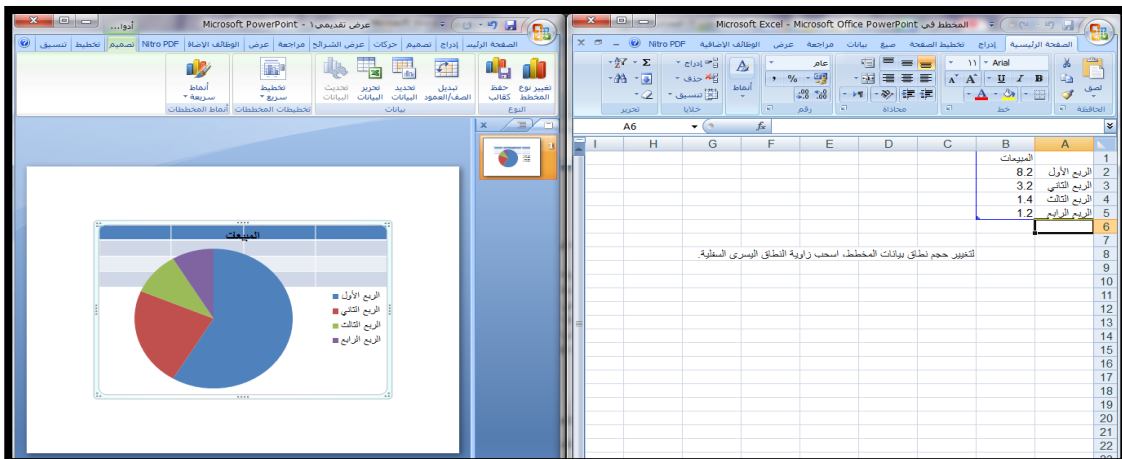 المخطط في Microsoft Excel - Microsoft Office PowerPoint
الصفحة الرئيسية
إدراج
تخطيط الصفحة
صيغ
بيانات
مراجعة
عرض
الوظائف الإضافية
Nitro PDF
لصق
Arial
١١
B I U
عام
أنماط
إدراج
حذف
تنسيق
الحافظة
خط
محاذاة
رقم
خلايا
تحرير
A6
fx
A B C D E F G H I
1 المبيعات
2 الربع الأول 8.2
3 الربع الثاني 3.2
4 الربع الثالث 1.4
5 الربع الرابع 1.2
6
7
8 لتغيير حجم نطاق بيانات المخطط، اسحب زاوية النطاق اليسرى السفلية.
9
10
11
12
13
14
15
16
17
18
19
20
21
22
عرض تقديمي١ - Microsoft PowerPoint
أدوا...
الصفحة الرئيس
إدراج
تصميم
حركات
عرض الشرائح
مراجعة
عرض
الوظائف الإضاف
Nitro PDF
تصميم
تخطيط
تنسيق
تغيير نوع المخطط
حفظ كقالب
تبديل الصف/العمود
تحديد البيانات
تحرير البيانات
تحديث البيانات
تخطيط سريع
أنماط سريعة
النوع
بيانات
تخطيطات المخططات
أنماط المخططات
1
المبيعات
الربع الأول
الربع الثاني
الربع الثالث
الربع الرابع